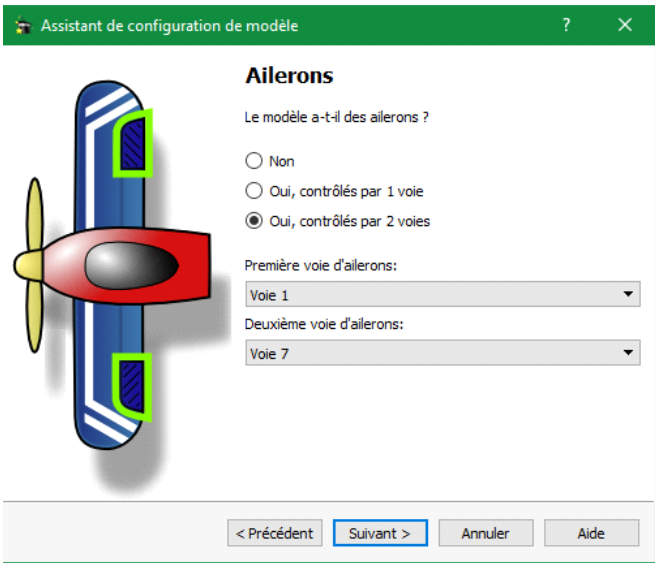 Assistant de configuration de modèle
Ailerons
Le modèle a-t-il des ailerons ?
Non
Oui, contrôlés par 1 voie
Oui, contrôlés par 2 voies
Première voie d'ailerons:
Voie 1
Deuxième voie d'ailerons:
Voie 7
< Précédent Suivant > Annuler Aide